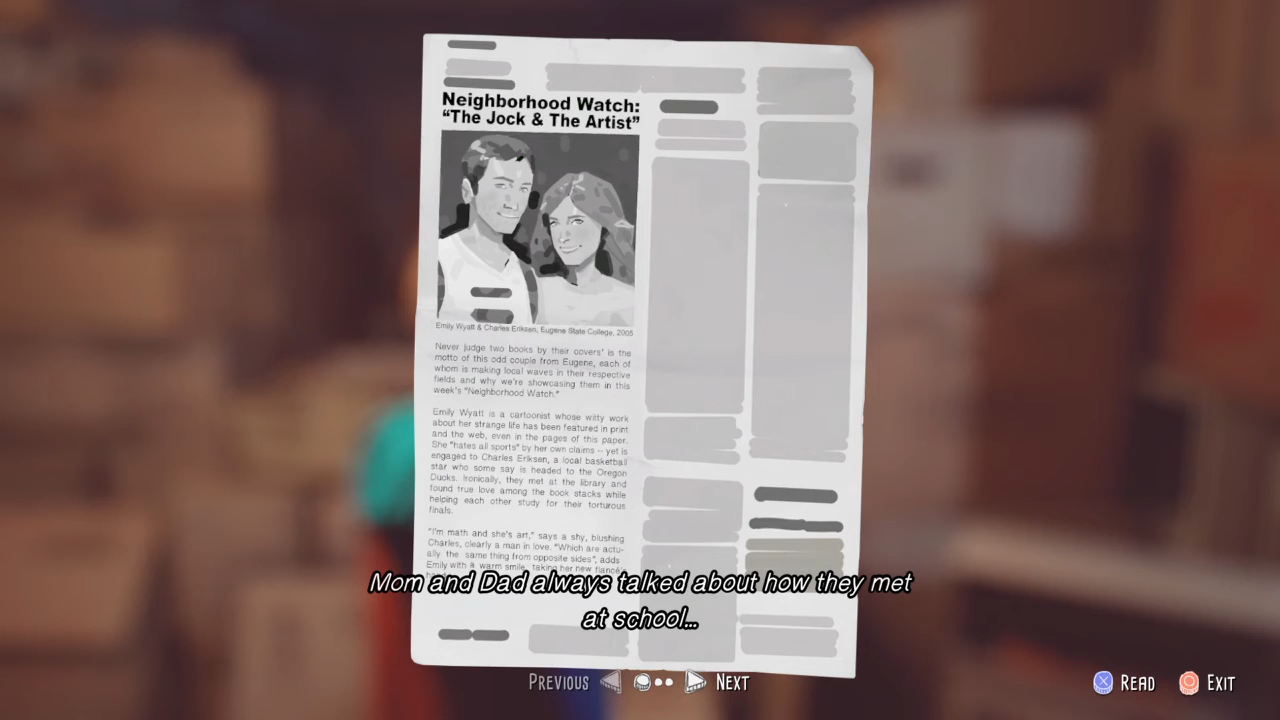 Neighborhood Watch:
“The Jock & The Artist”
Emily Wyatt & Charles Eriksen, Eugene State College, 2005
Never judge two books by their covers' is the
motto of this odd couple from Eugene, each of
whom is making local waves in their respective
fields and why we're showcasing them in this
week's "Neighborhood Watch."
Emily Wyatt is a cartoonist whose witty work
about her strange life has been featured in print
and the web, even in the pages of this paper.
She "hates all sports" by her own claims -- yet is
engaged to Charles Eriksen, a local basketball
star who some say is headed to the Oregon
Ducks. Ironically, they met at the library and
found true love among the book stacks while
helping each other study for their torturous
finals.
"I'm math and she's art," says a shy, blushing
Charles, clearly a man in love. "Which are actu-
ally the same thing from opposite sides", adds
Emily with a warm smile, taking her new fiancé's
Mom and Dad always talked about how they met
at school...
Previous Next
Read Exit